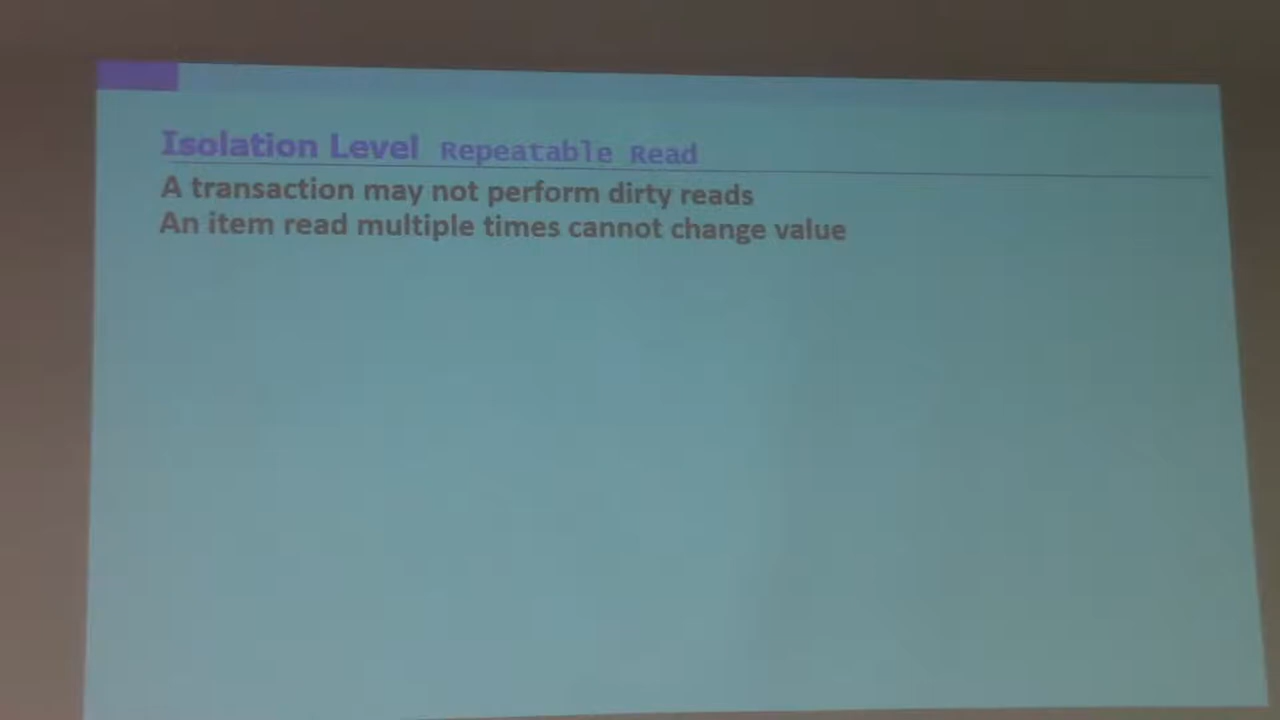 Isolation Level Repeatable Read
A transaction may not perform dirty reads
An item read multiple times cannot change value